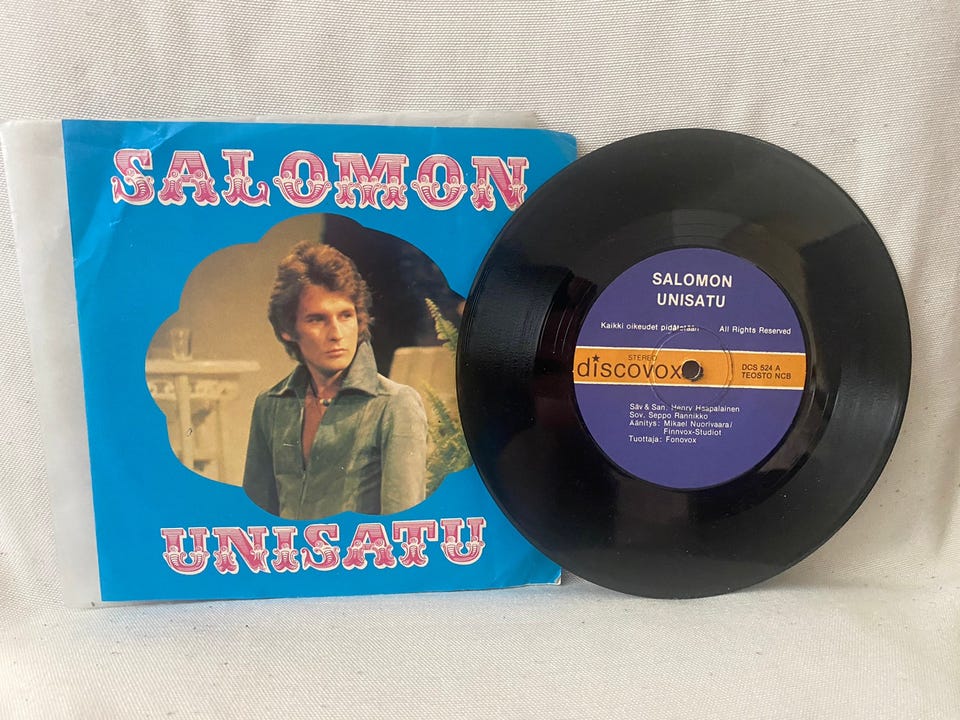 SALOMON
UNISATU
SALOMON
UNISATU
Kaikki oikeudet pidätetään All Rights Reserved
STEREO
discovox
DCS 524 A
TEOSTO NCB
Säv & San: Henry Haapalainen
Sov. Seppo Rannikko
Äänitys: Mikael Nuorivaara/
Finnvox-Studiot
Tuottaja: Fonovox